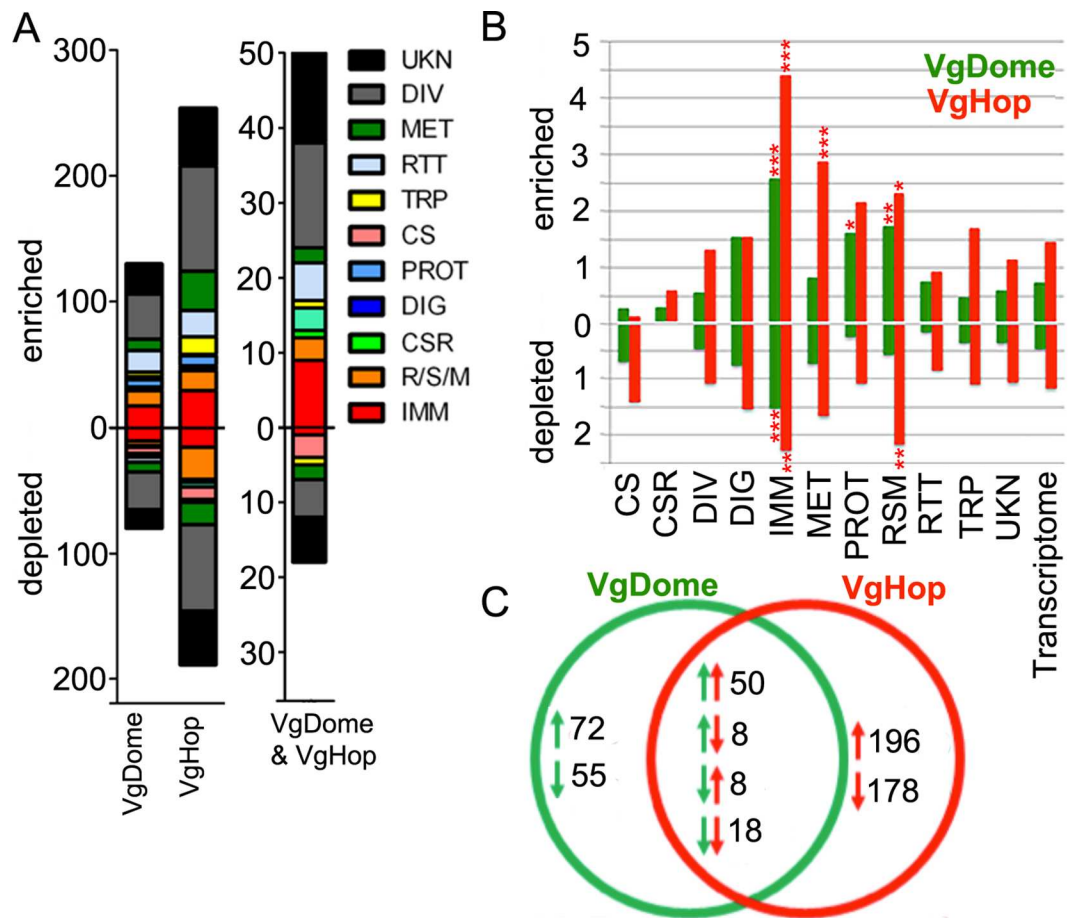 A
300
200
100
0
100
200
enriched
depleted
VgDome
VgHop
50
40
30
20
10
0
10
20
30
VgDome
& VgHop
UKN
DIV
MET
RTT
TRP
CS
PROT
DIG
CSR
R/S/M
IMM
B
5
4
3
2
1
0
1
2
enriched
depleted
VgDome
VgHop
***
***
***
*
**
*
***
**
**
CS
CSR
DIV
DIG
IMM
MET
PROT
RSM
RTT
TRP
UKN
Transcriptome
C
VgDome
VgHop
↑ 72
↓ 55
↑↑ 50
↑↓ 8
↓↑ 8
↓↓ 18
↑ 196
↓ 178